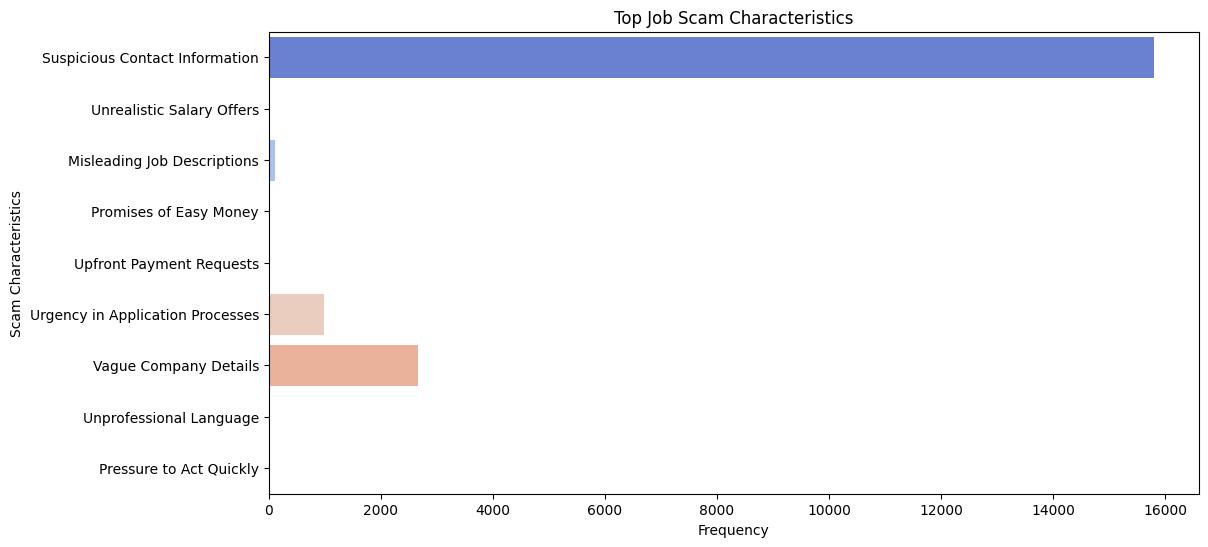 Top Job Scam Characteristics
Scam Characteristics
Suspicious Contact Information
Unrealistic Salary Offers
Misleading Job Descriptions
Promises of Easy Money
Upfront Payment Requests
Urgency in Application Processes
Vague Company Details
Unprofessional Language
Pressure to Act Quickly
0 2000 4000 6000 8000 10000 12000 14000 16000
Frequency